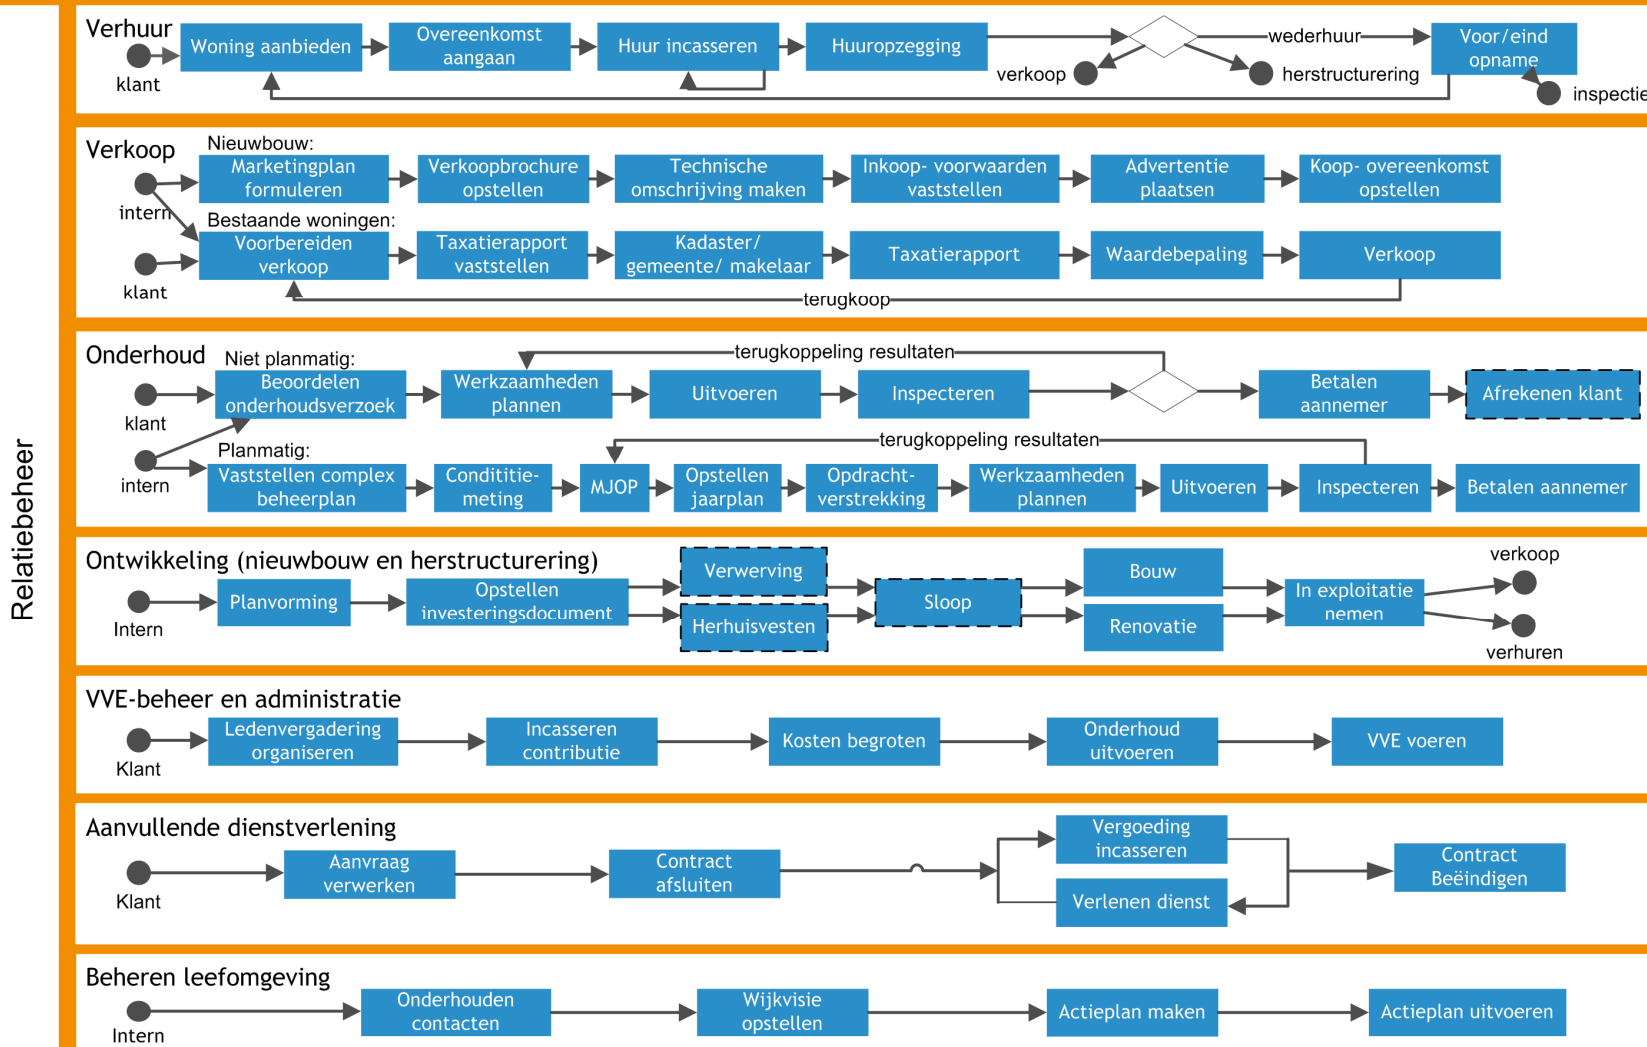 Relatiebeheer
Verhuur
klant
Woning aanbieden
Overeenkomst
aangaan
Huur incasseren
Huuropzegging
verkoop
herstructurering
wederhuur
Voor/eind
opname
inspectie
Verkoop
Nieuwbouw:
intern
Marketingplan
formuleren
Verkoopbrochure
opstellen
Technische
omschrijving maken
Inkoop- voorwaarden
vaststellen
Advertentie
plaatsen
Koop- overeenkomst
opstellen
Bestaande woningen:
klant
Voorbereiden
verkoop
Taxatierapport
vaststellen
Kadaster/
gemeente/ makelaar
Taxatierapport
Waardebepaling
Verkoop
terugkoop
Onderhoud
Niet planmatig:
terugkoppeling resultaten
klant
Beoordelen
onderhoudsverzoek
Werkzaamheden
plannen
Uitvoeren
Inspecteren
Betalen
aannemer
Afrekenen klant
Planmatig:
terugkoppeling resultaten
intern
Vaststellen complex
beheerplan
Condititie-
meting
MJOP
Opstellen
jaarplan
Opdracht-
verstrekking
Werkzaamheden
plannen
Uitvoeren
Inspecteren
Betalen aannemer
Ontwikkeling (nieuwbouw en herstructurering)
Intern
Planvorming
Opstellen
investeringsdocument
Verwerving
Herhuisvesten
Sloop
Bouw
Renovatie
In exploitatie
nemen
verkoop
verhuren
VVE-beheer en administratie
Klant
Ledenvergadering
organiseren
Incasseren
contributie
Kosten begroten
Onderhoud
uitvoeren
VVE voeren
Aanvullende dienstverlening
Klant
Aanvraag
verwerken
Contract
afsluiten
Vergoeding
incasseren
Verlenen dienst
Contract
Beëindigen
Beheren leefomgeving
Intern
Onderhouden
contacten
Wijkvisie
opstellen
Actieplan maken
Actieplan uitvoeren